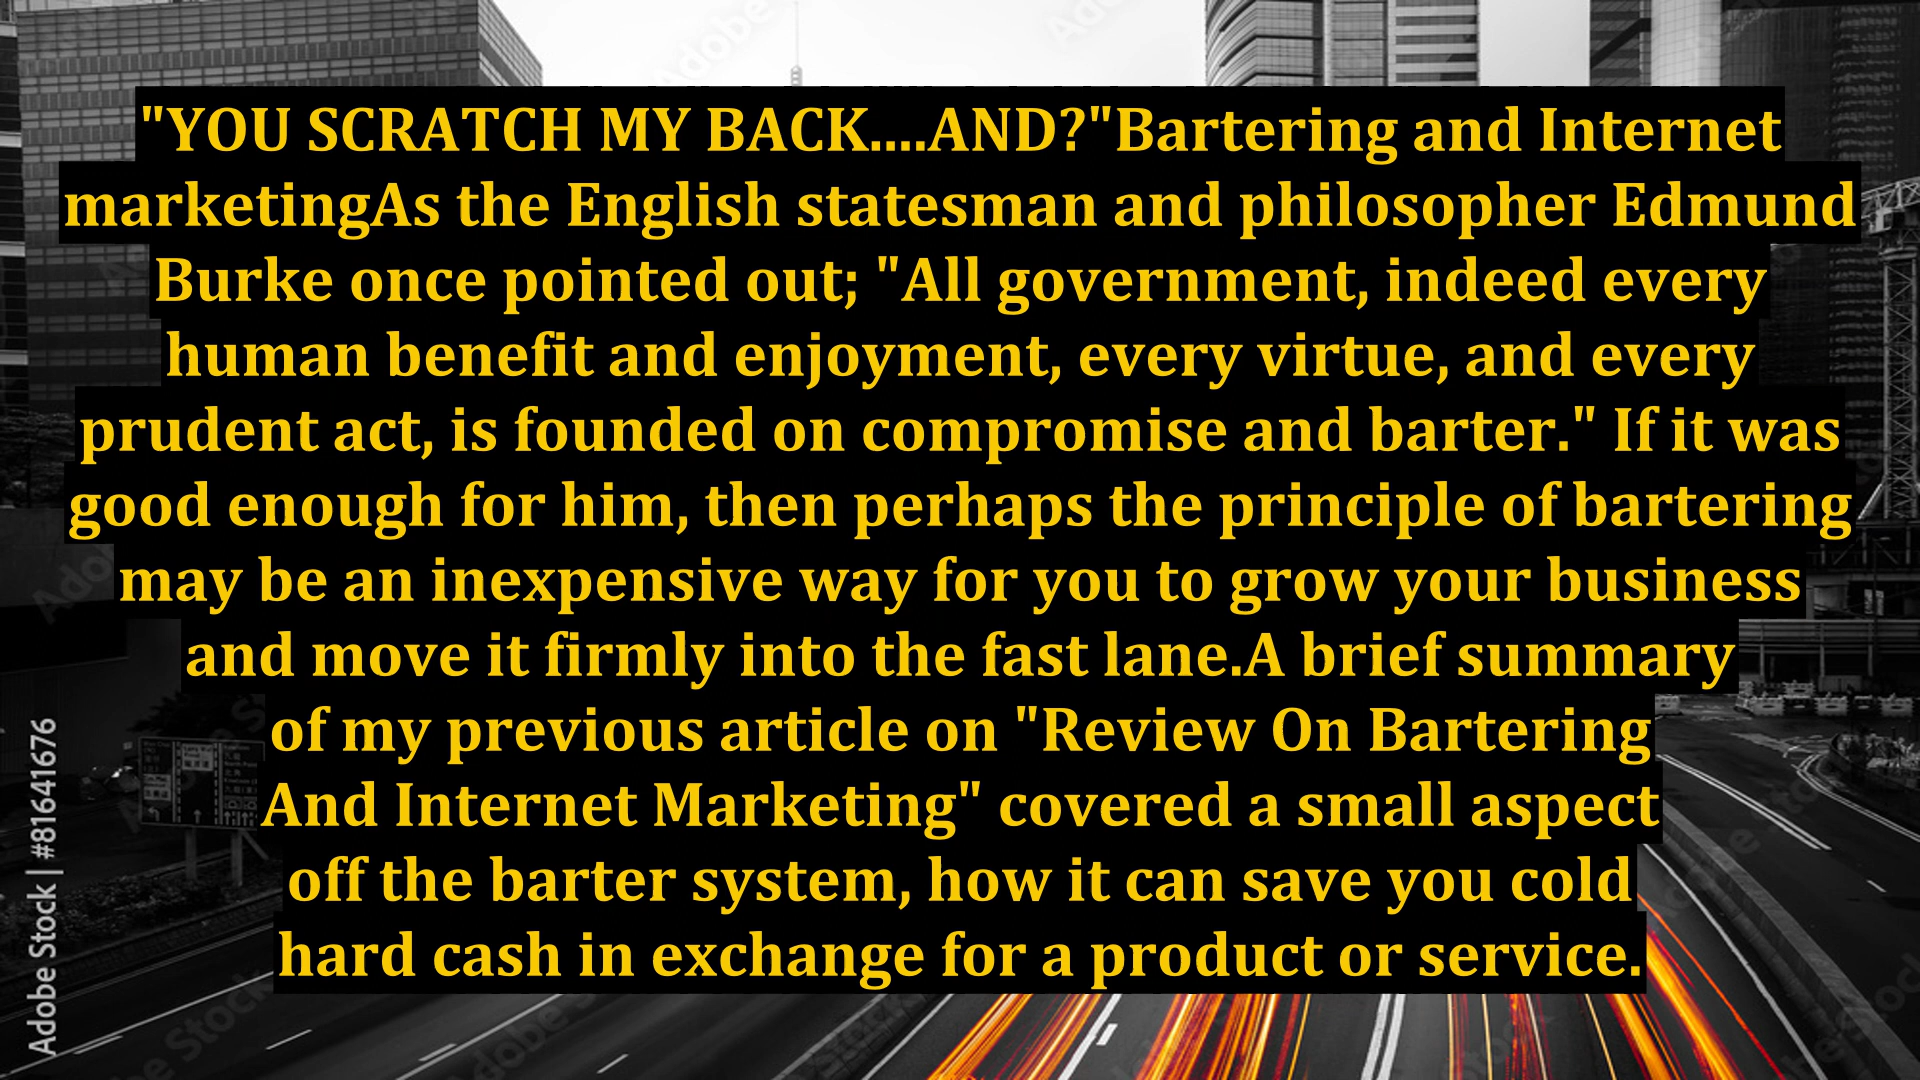 "YOU SCRATCH MY BACK....AND?"Bartering and Internet
marketingAs the English statesman and philosopher Edmund
Burke once pointed out; "All government, indeed every
human benefit and enjoyment, every virtue, and every
prudent act, is founded on compromise and barter." If it was
good enough for him, then perhaps the principle of bartering
may be an inexpensive way for you to grow your business
and move it firmly into the fast lane.A brief summary
of my previous article on "Review On Bartering
And Internet Marketing" covered a small aspect
off the barter system, how it can save you cold
hard cash in exchange for a product or service.
Adobe Stock | #81641676